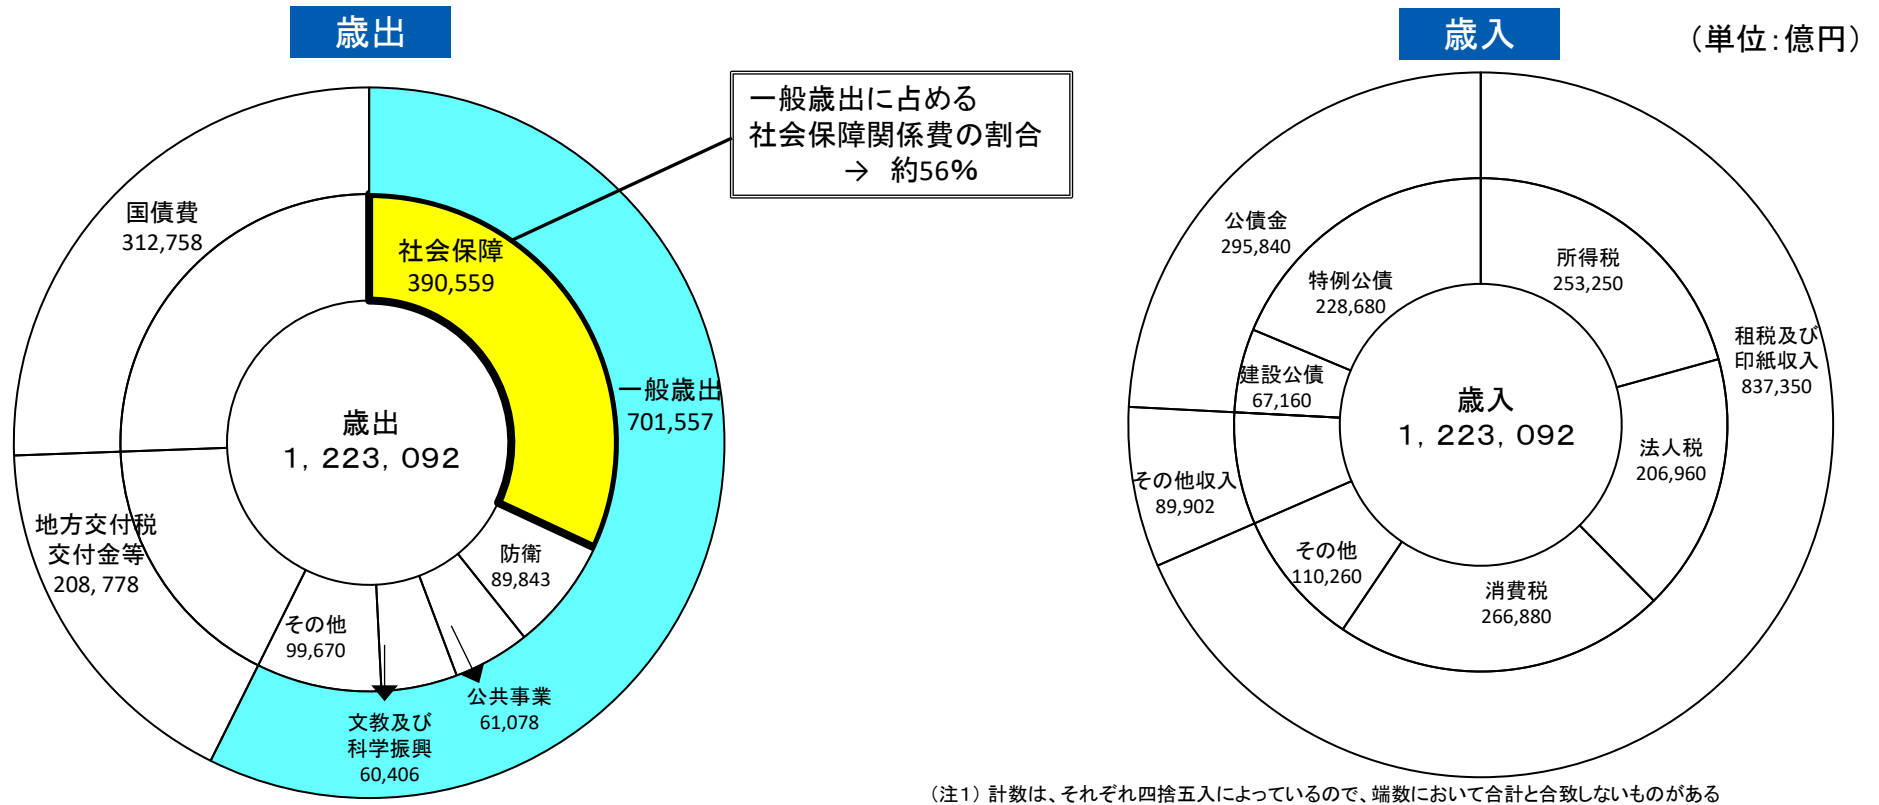 歳出
一般歳出に占める
社会保障関係費の割合
→ 約56%
国債費
312,758
社会保障
390,559
一般歳出
701,557
歳出
1,223,092
防衛
89,843
地方交付税
交付金等
208,778
その他
99,670
公共事業
61,078
文教及び
科学振興
60,406
歳入
（単位：億円）
公債金
295,840
所得税
253,250
特例公債
228,680
租税及び
印紙収入
837,350
建設公債
67,160
歳入
1,223,092
法人税
206,960
その他収入
89,902
その他
110,260
消費税
266,880
（注１） 計数は、それぞれ四捨五入によっているので、端数において合計と合致しないものがある